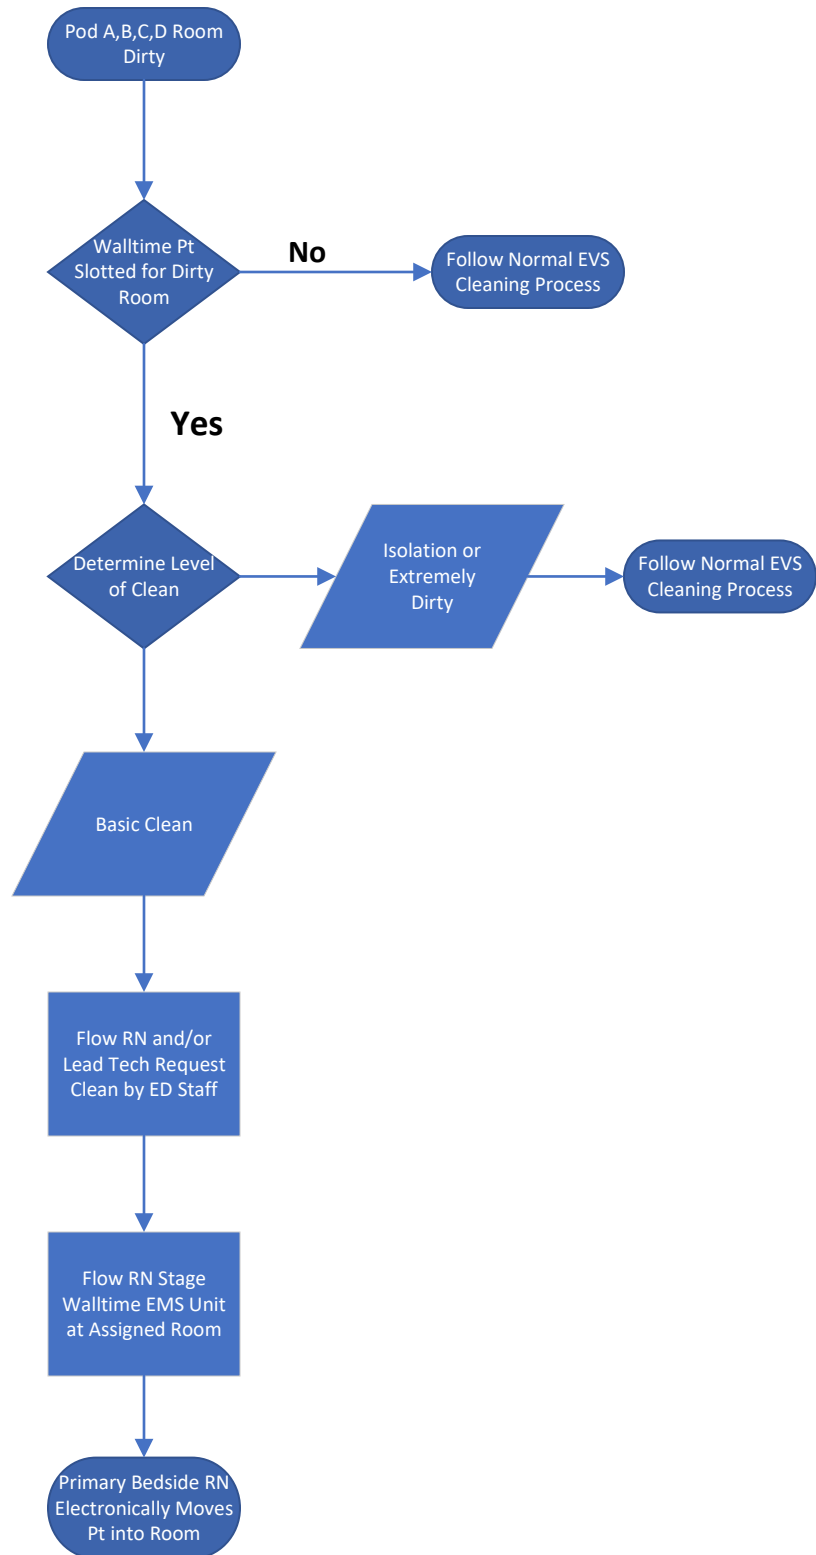 Pod A,B,C,D Room
Dirty
Walltime Pt
Slotted for Dirty
Room
No
Follow Normal EVS
Cleaning Process
Yes
Determine Level
of Clean
Isolation or
Extremely
Dirty
Follow Normal EVS
Cleaning Process
Basic Clean
Flow RN and/or
Lead Tech Request
Clean by ED Staff
Flow RN Stage
Walltime EMS Unit
at Assigned Room
Primary Bedside RN
Electronically Moves
Pt into Room